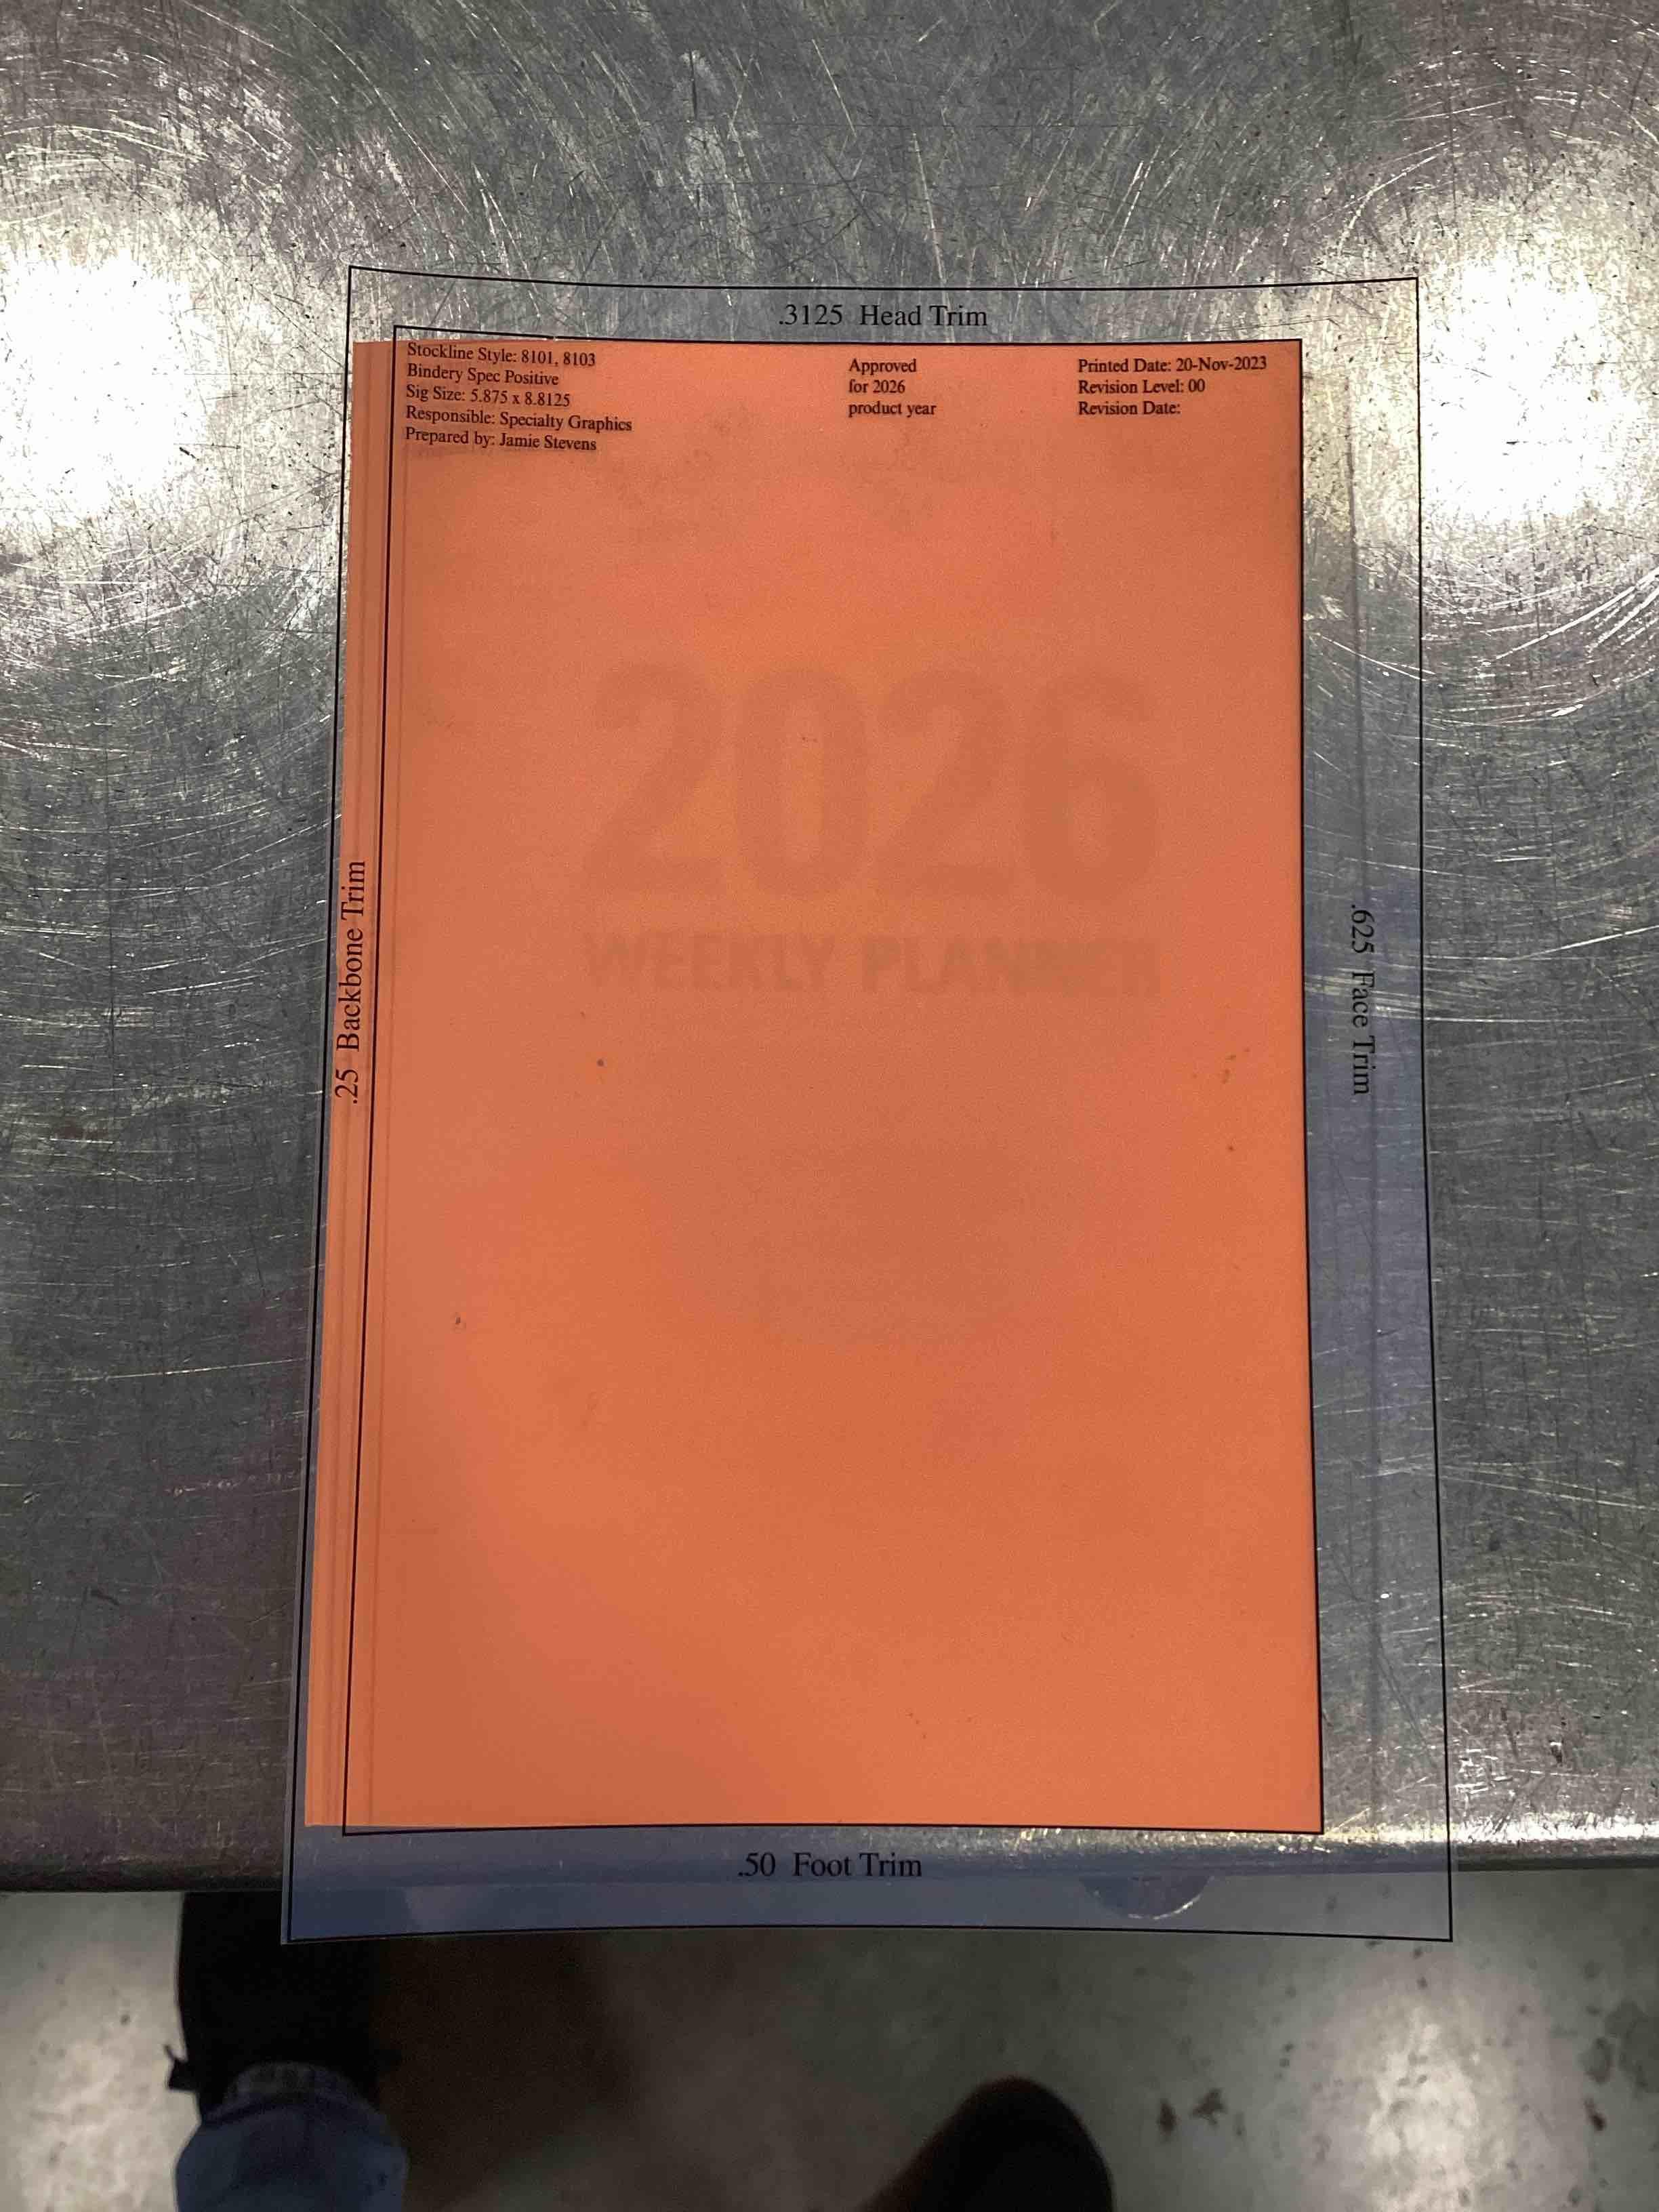 .3125 Head Trim
Stockline Style: 8101, 8103
Bindery Spec Positive
Sig Size: 5.875 x 8.8125
Responsible: Specialty Graphics
Prepared by: Jamie Stevens
Approved
for 2026
product year
Printed Date: 20-Nov-2023
Revision Level: 00
Revision Date:
2026
WEEKLY PLANNER
.25 Backbone Trim
.625 Face Trim
.50 Foot Trim